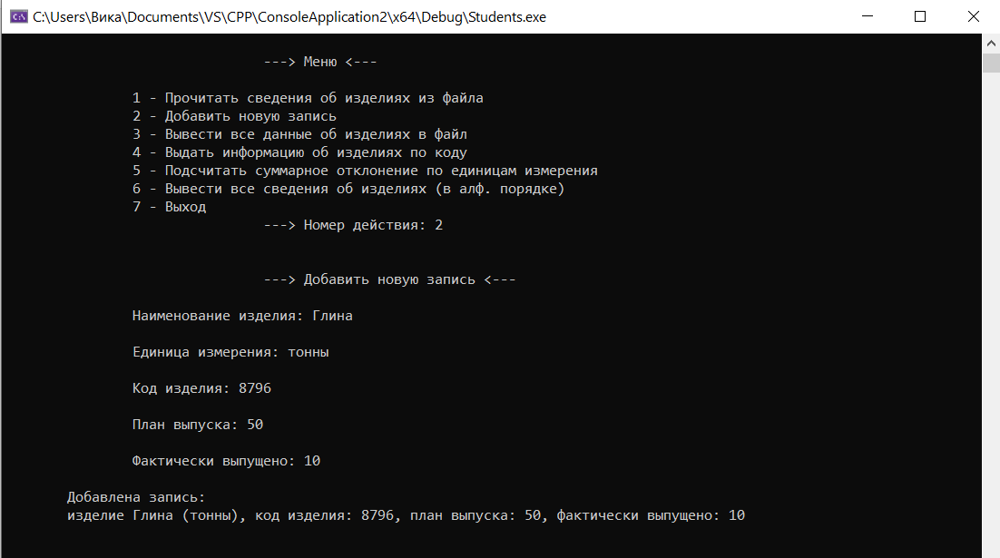 C:\Users\Вика\Documents\VS\CPP\ConsoleApplication2\x64\Debug\Students.exe
---> Меню <---
1 - Прочитать сведения об изделиях из файла
2 - Добавить новую запись
3 - Вывести все данные об изделиях в файл
4 - Выдать информацию об изделиях по коду
5 - Подсчитать суммарное отклонение по единицам измерения
6 - Вывести все сведения об изделиях (в алф. порядке)
7 - Выход
---> Номер действия: 2
---> Добавить новую запись <---
Наименование изделия: Глина
Единица измерения: тонны
Код изделия: 8796
План выпуска: 50
Фактически выпущено: 10
Добавлена запись:
изделие Глина (тонны), код изделия: 8796, план выпуска: 50, фактически выпущено: 10